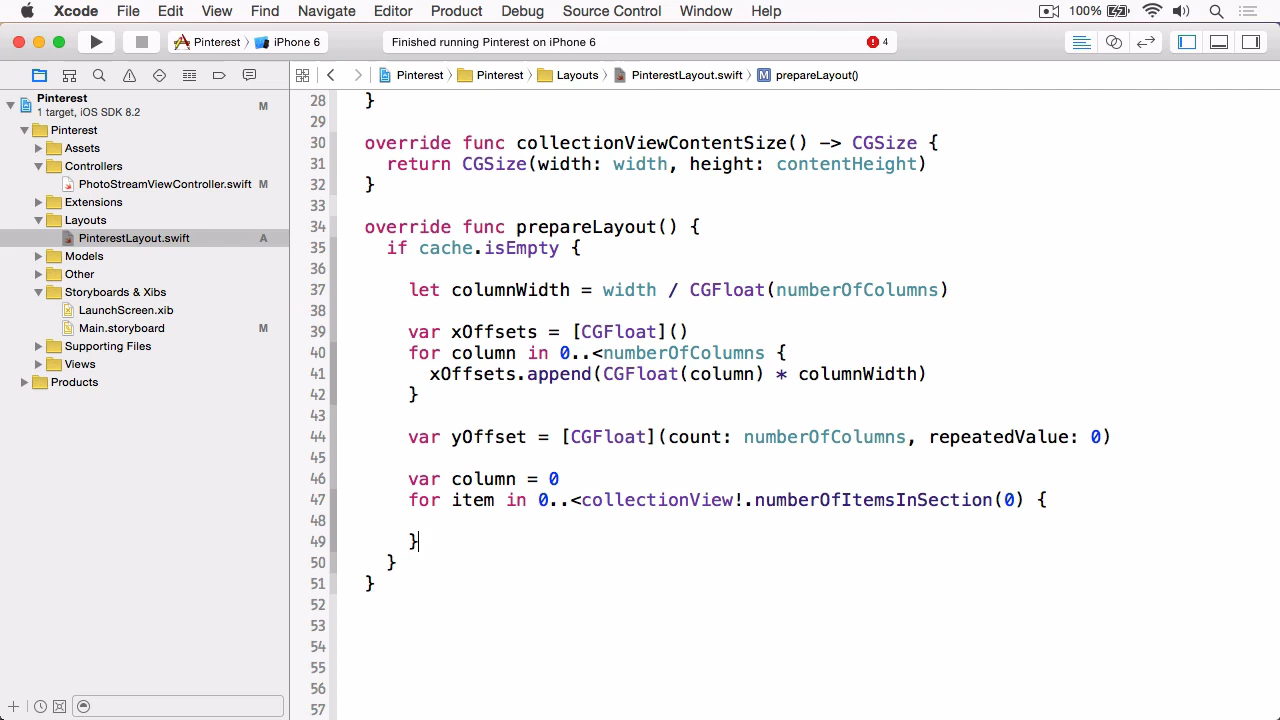 Xcode File Edit View Find Navigate Editor Product Debug Source Control Window Help 100%
Pinterest iPhone 6 Finished running Pinterest on iPhone 6 4
Pinterest Pinterest Layouts PinterestLayout.swift M prepareLayout()
Pinterest M
1 target, iOS SDK 8.2
Pinterest
Assets
Controllers
PhotoStreamViewController.swift M
Extensions
Layouts
PinterestLayout.swift A
Models
Other
Storyboards & Xibs
LaunchScreen.xib
Main.storyboard M
Supporting Files
Views
Products
28 }
29
30 override func collectionViewContentSize() -> CGSize {
31 return CGSize(width: width, height: contentHeight)
32 }
33
34 override func prepareLayout() {
35 if cache.isEmpty {
36
37 let columnWidth = width / CGFloat(numberOfColumns)
38
39 var xOffsets = [CGFloat]()
40 for column in 0..<numberOfColumns {
41 xOffsets.append(CGFloat(column) * columnWidth)
42 }
43
44 var yOffset = [CGFloat](count: numberOfColumns, repeatedValue: 0)
45
46 var column = 0
47 for item in 0..<collectionView!.numberOfItemsInSection(0) {
48
49 }
50 }
51 }
52
53
54
55
56
57